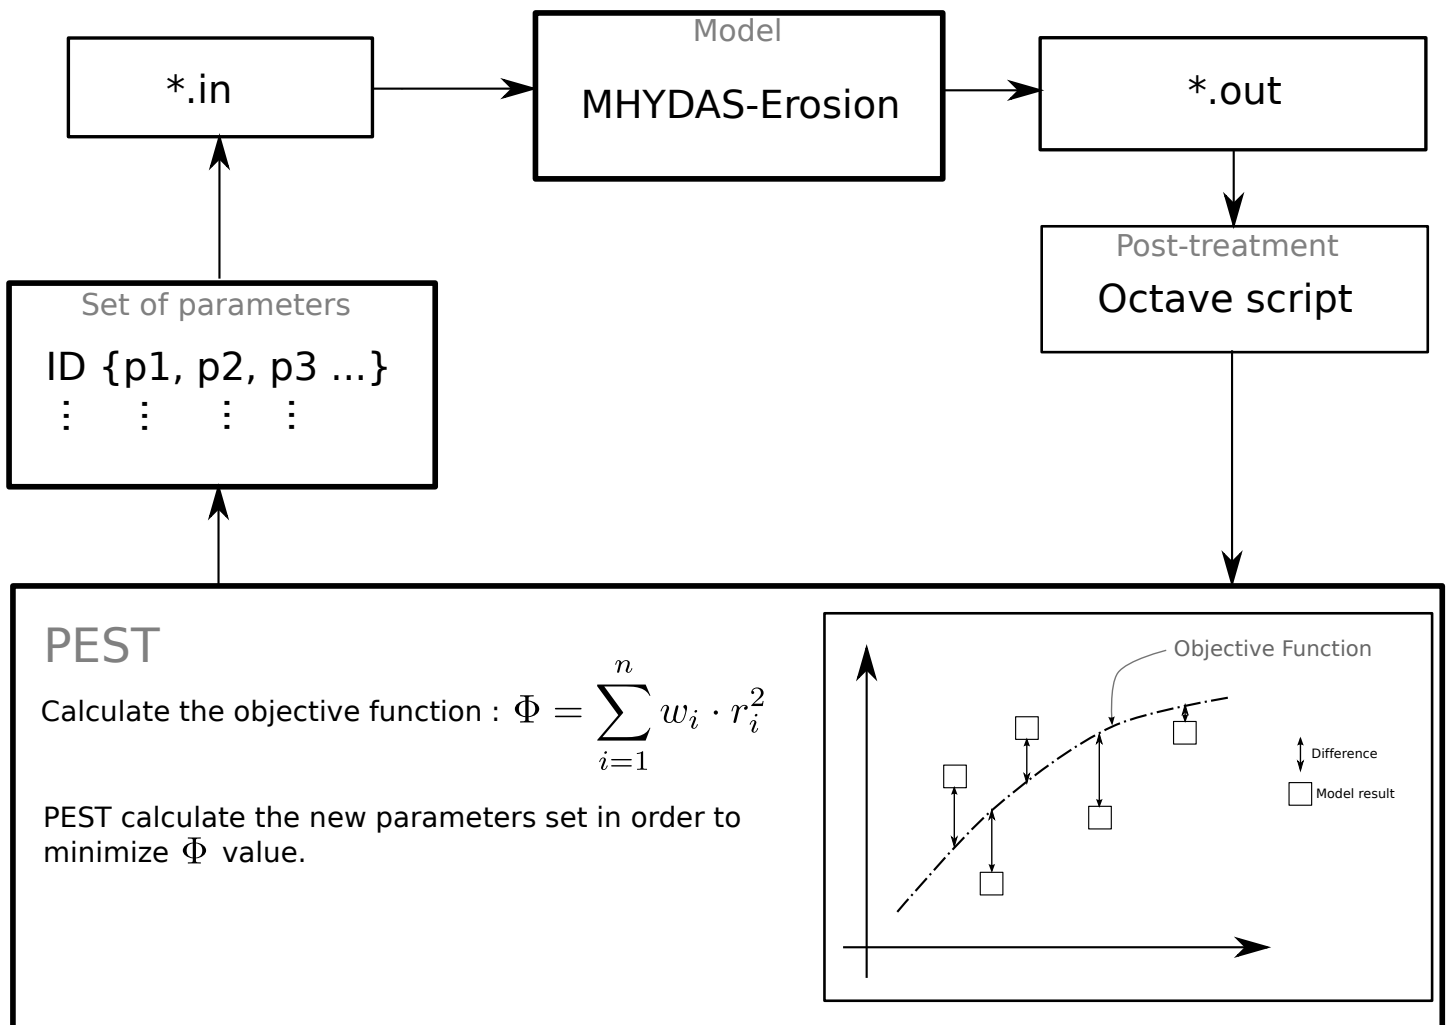 Model
*.in
MHYDAS-Erosion
*.out
Post-treatment
Octave script
Set of parameters
ID {p1, p2, p3 ...}
⋮ ⋮ ⋮ ⋮
PEST
Calculate the objective function : Φ = ∑_{i=1}^{n} w_i · r_i^2
PEST calculate the new parameters set in order to
minimize Φ value.
Objective Function
Difference
Model result